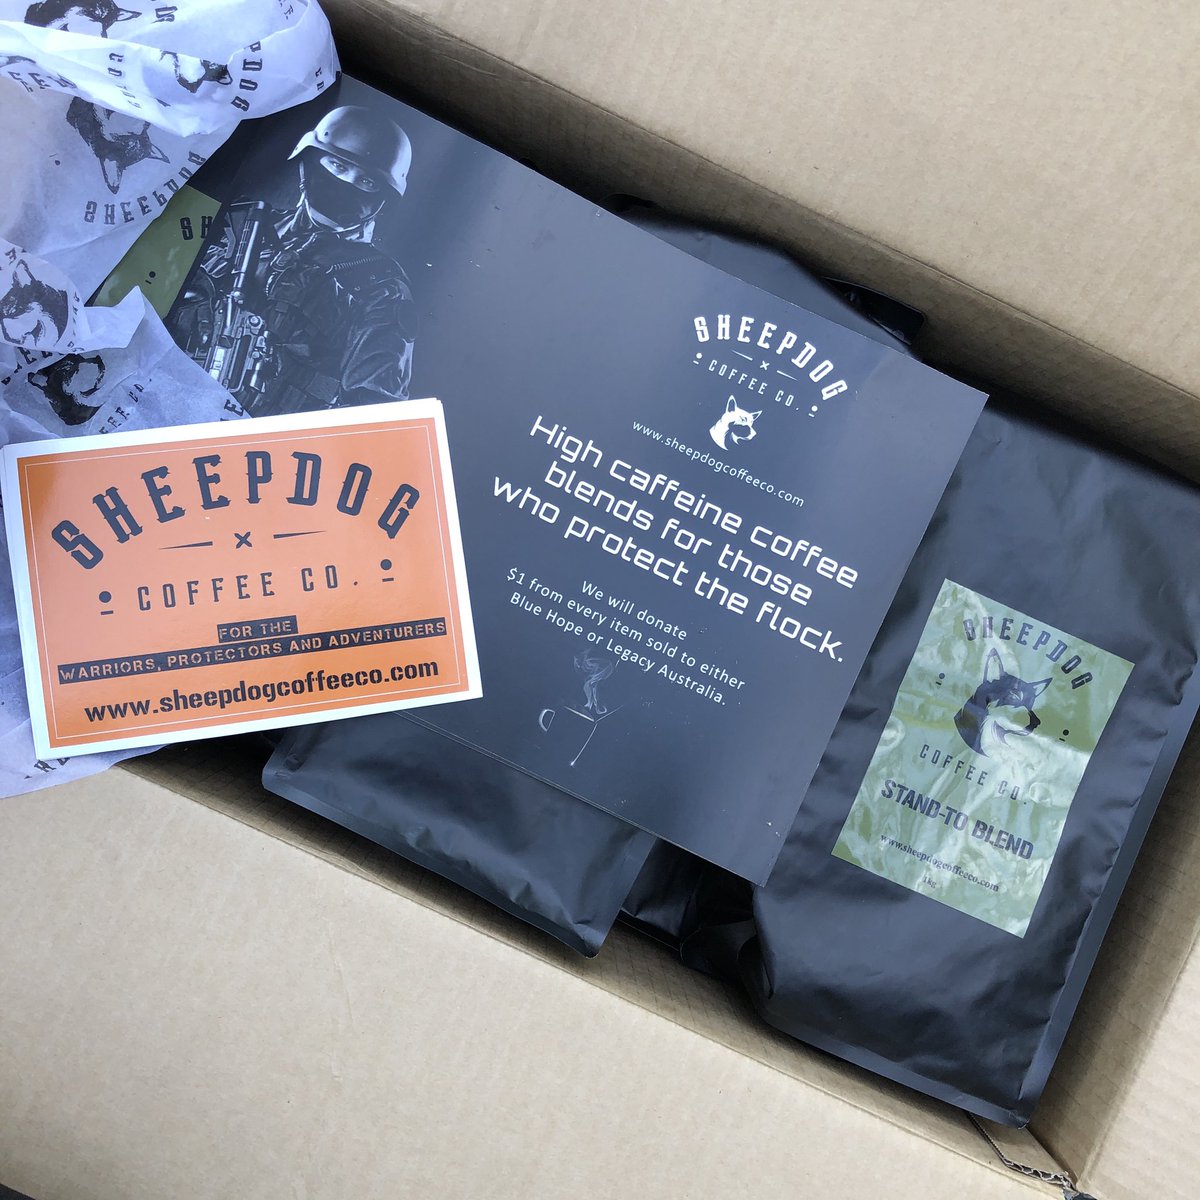 SHEEPDOG
COFFEE CO.
FOR THE
WARRIORS, PROTECTORS AND ADVENTURERS
www.sheepdogcoffeeco.com
SHEEPDOG
COFFEE CO.
www.sheepdogcoffeeco.com
High caffeine coffee
blends for those
who protect the flock.
We will donate
$1 from every item sold to either
Blue Hope or Legacy Australia.
SHEEPDOG
COFFEE CO.
STAND-TO BLEND
www.sheepdogcoffeeco.com
1kg
SHEEPDOG